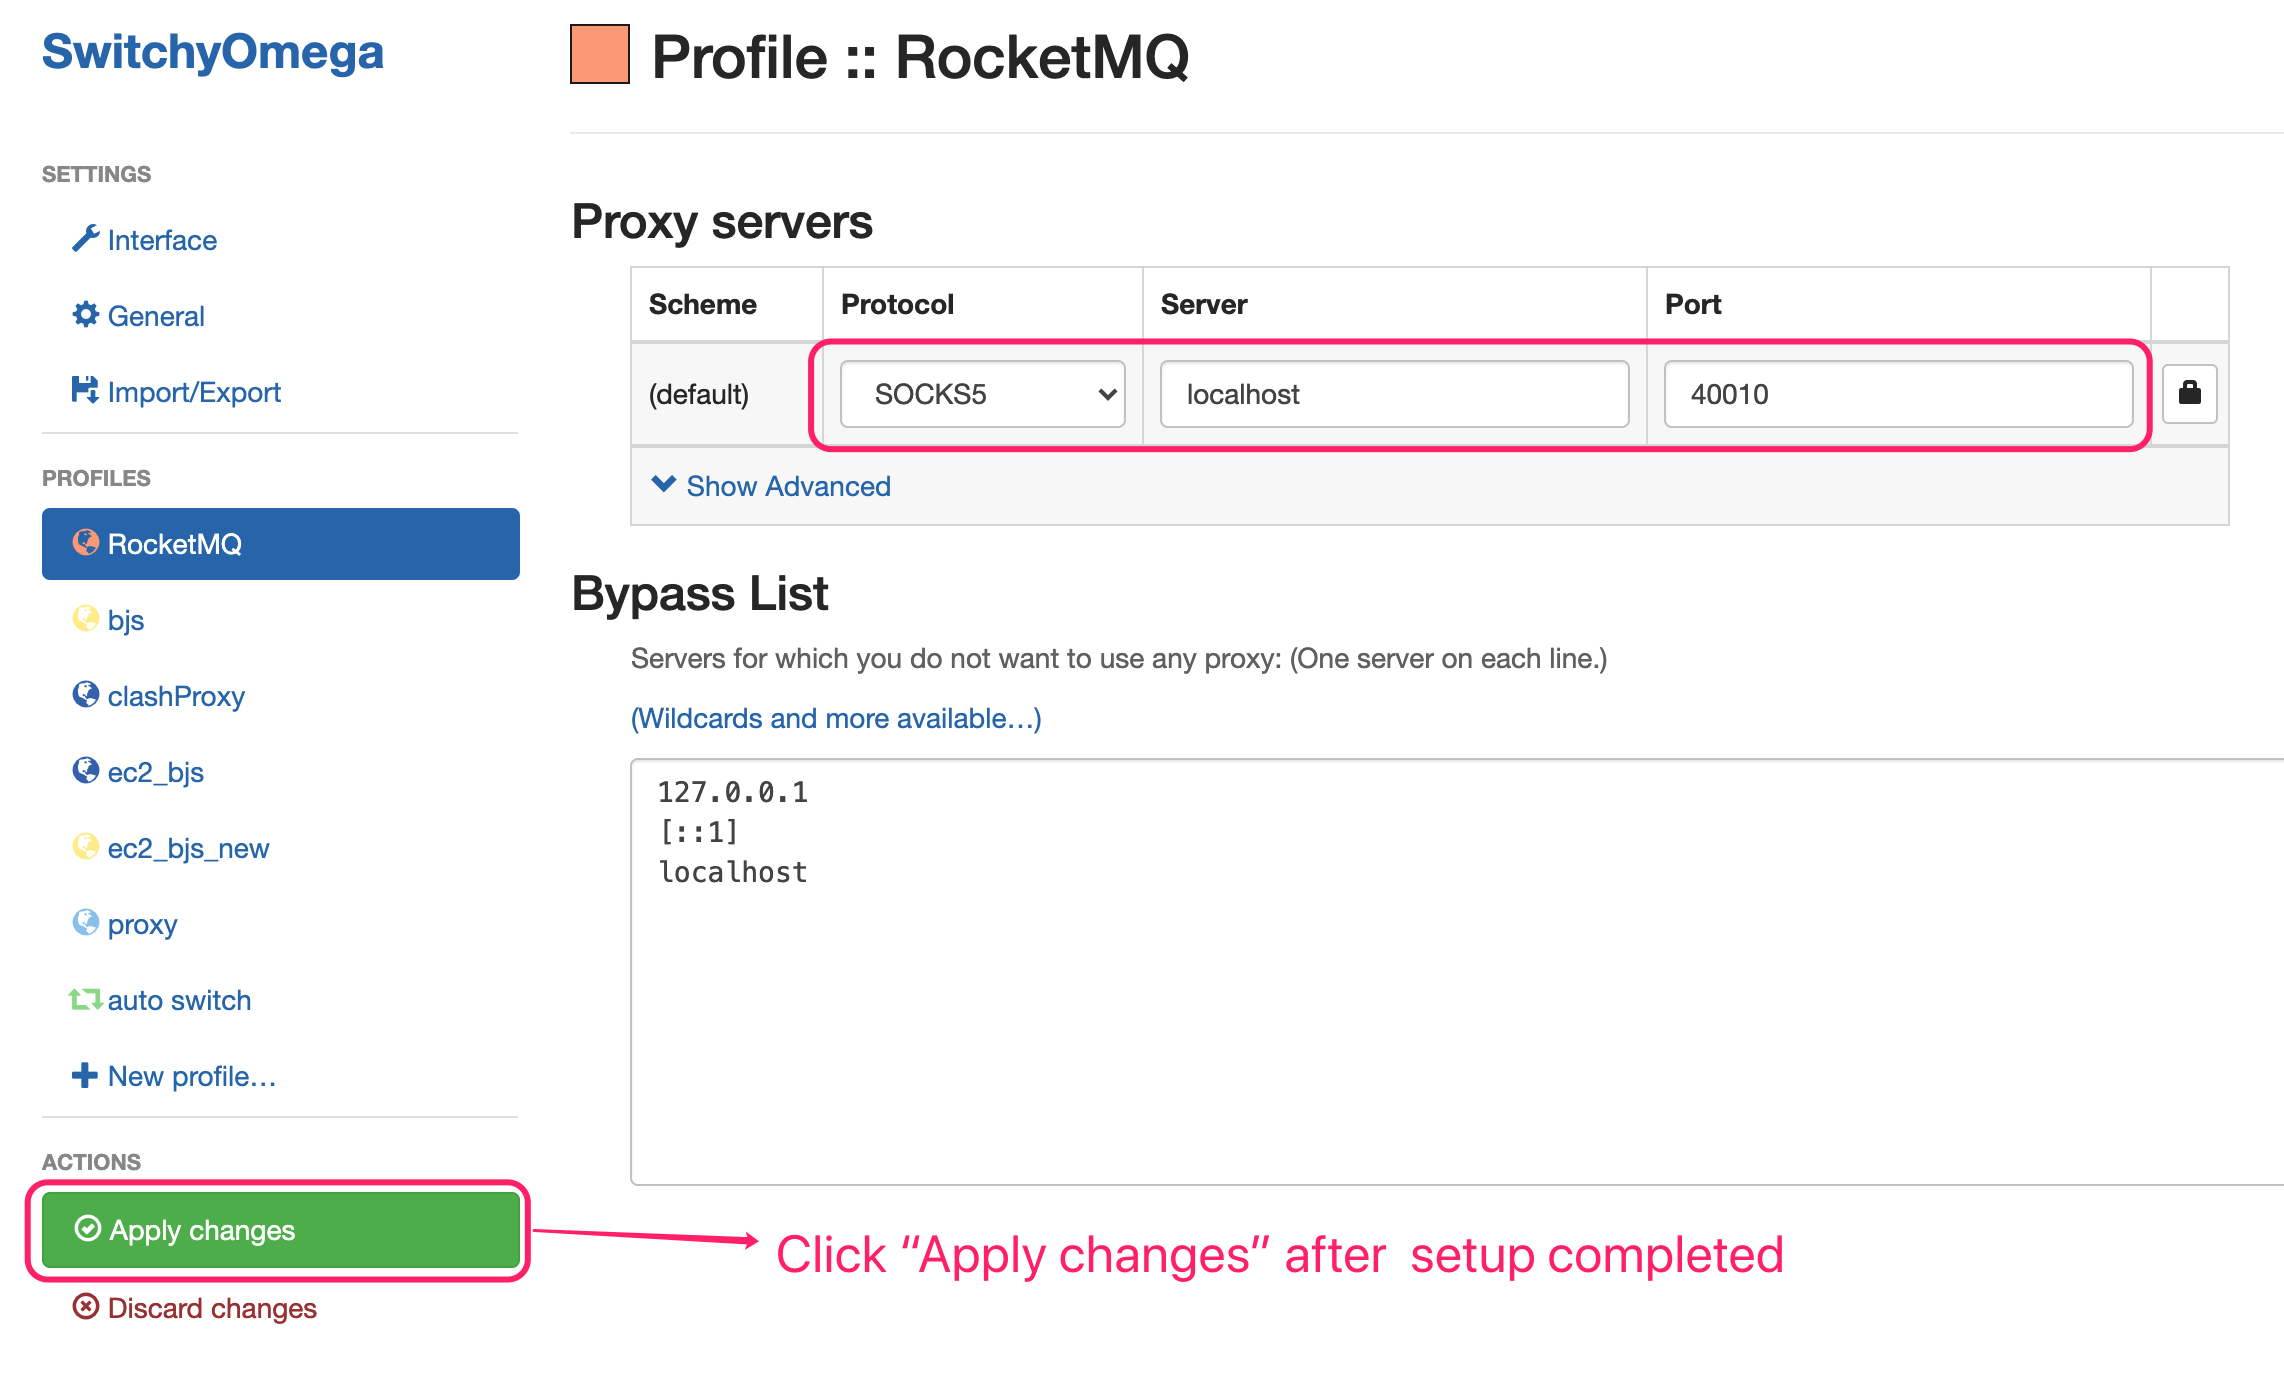 SwitchyOmega
SETTINGS
Interface
General
Import/Export
PROFILES
RocketMQ
bjs
clashProxy
ec2_bjs
ec2_bjs_new
proxy
auto switch
New profile...
ACTIONS
Apply changes
Discard changes
Profile :: RocketMQ
Proxy servers
Scheme Protocol Server Port
(default) SOCKS5 localhost 40010
Show Advanced
Bypass List
Servers for which you do not want to use any proxy: (One server on each line.)
(Wildcards and more available...)
127.0.0.1
[::1]
localhost
Click “Apply changes” after setup completed